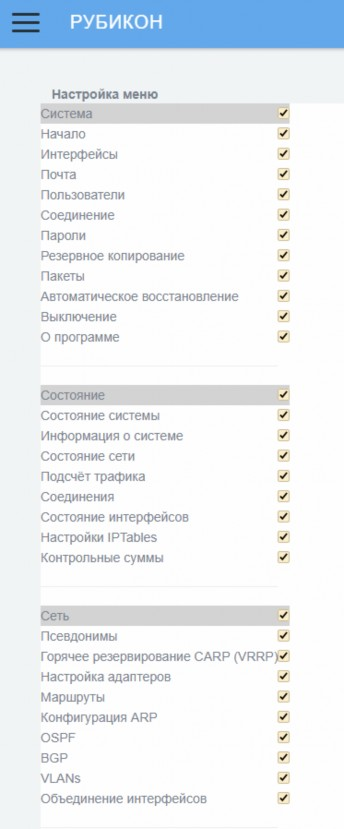 РУБИКОН
Настройка меню
Система
Начало
Интерфейсы
Почта
Пользователи
Соединение
Пароли
Резервное копирование
Пакеты
Автоматическое восстановление
Выключение
О программе
Состояние
Состояние системы
Информация о системе
Состояние сети
Подсчёт трафика
Соединения
Состояние интерфейсов
Настройки IPTables
Контрольные суммы
Сеть
Псевдонимы
Горячее резервирование CARP (VRRP)
Настройка адаптеров
Маршруты
Конфигурация ARP
OSPF
BGP
VLANs
Объединение интерфейсов